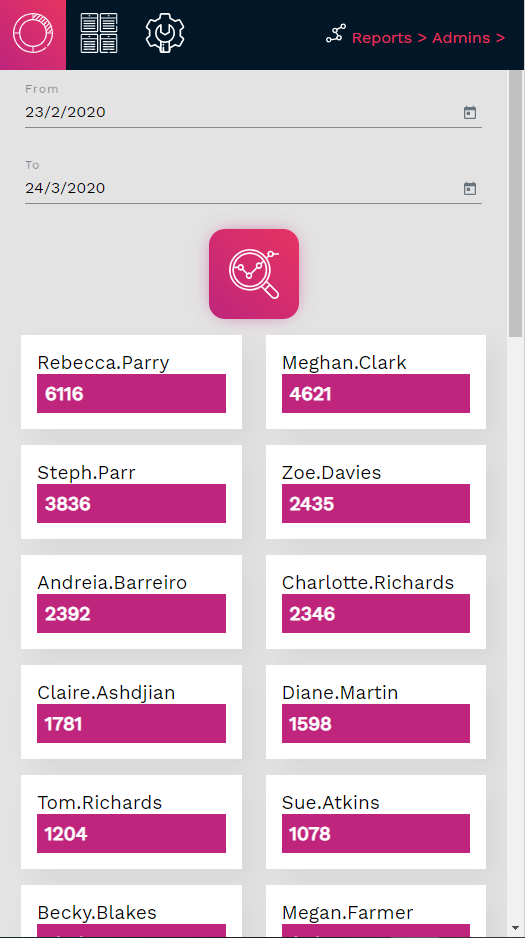 Reports > Admins >
From
23/2/2020
To
24/3/2020
Rebecca.Parry
6116
Meghan.Clark
4621
Steph.Parr
3836
Zoe.Davies
2435
Andreia.Barreiro
2392
Charlotte.Richards
2346
Claire.Ashdjian
1781
Diane.Martin
1598
Tom.Richards
1204
Sue.Atkins
1078
Becky.Blakes
Megan.Farmer